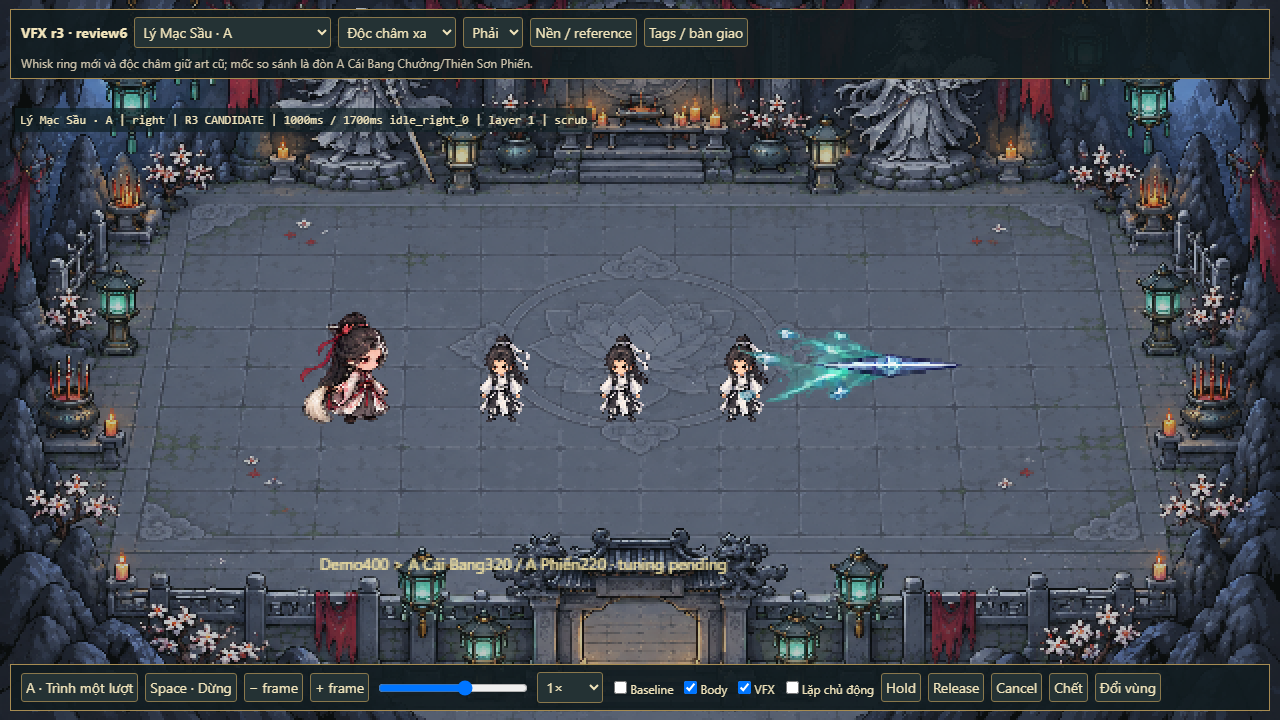 VFX r3 · review6 Lý Mạc Sầu · A Độc châm xa Phải Nền / reference Tags / bàn giao
Whisk ring mới và độc châm giữ art cũ; mốc so sánh là đòn A Cái Bang Chưởng/Thiên Sơn Phiến.
Lý Mạc Sầu · A | right | R3 CANDIDATE | 1000ms / 1700ms idle_right_0 | layer 1 | scrub
Demo400 > A Cái Bang320 / A Phiến220 · tuning pending
A · Trình một lượt Space · Dừng − frame + frame 1× Baseline Body VFX Lặp chủ động Hold Release Cancel Chết Đổi vùng